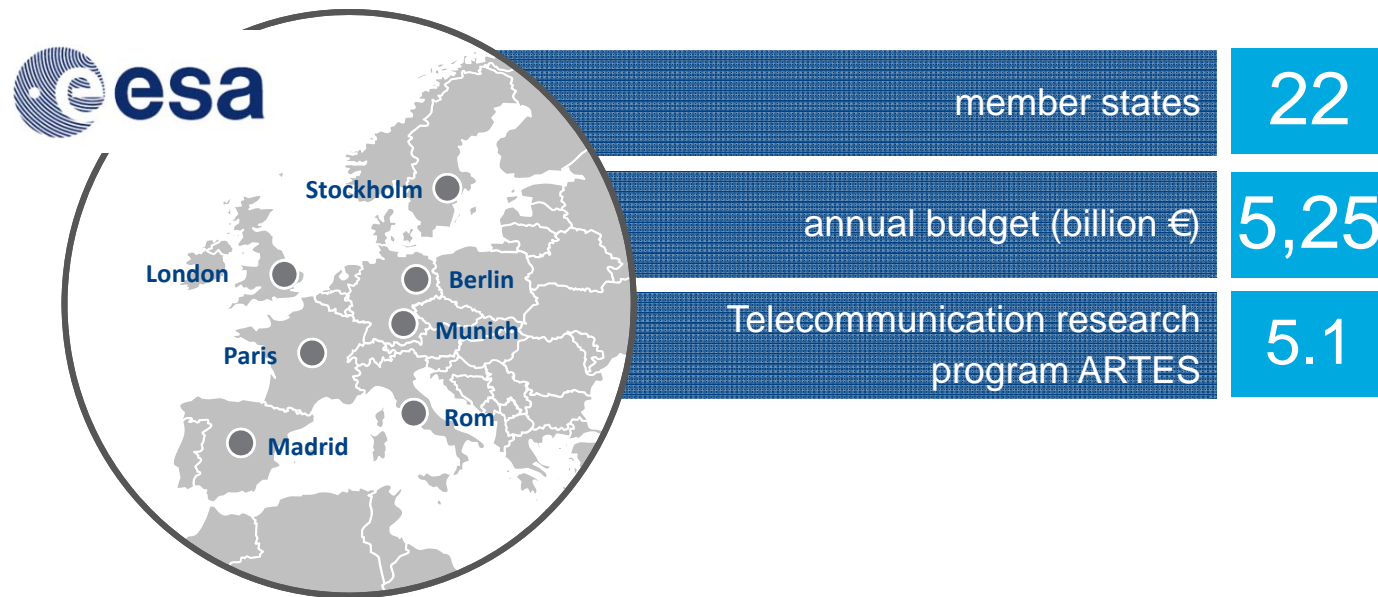 esa
member states
22
annual budget (billion €)
5,25
Telecommunication research
program ARTES
5.1
Stockholm
London
Berlin
Munich
Paris
Rom
Madrid